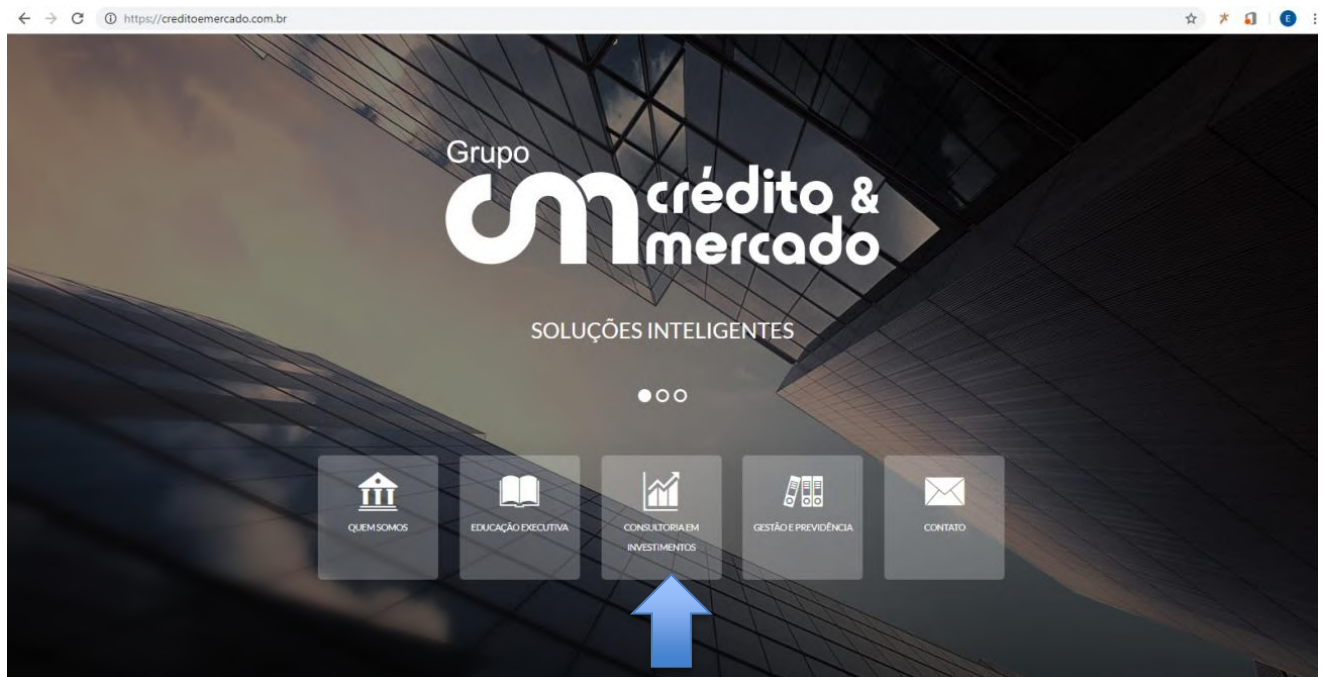 https://creditoemercado.com.br
E
Grupo
cm crédito &
mercado
SOLUÇÕES INTELIGENTES
QUEM SOMOS
EDUCAÇÃO EXECUTIVA
CONSULTORIA EM
INVESTIMENTOS
GESTÃO E PREVIDÊNCIA
CONTATO